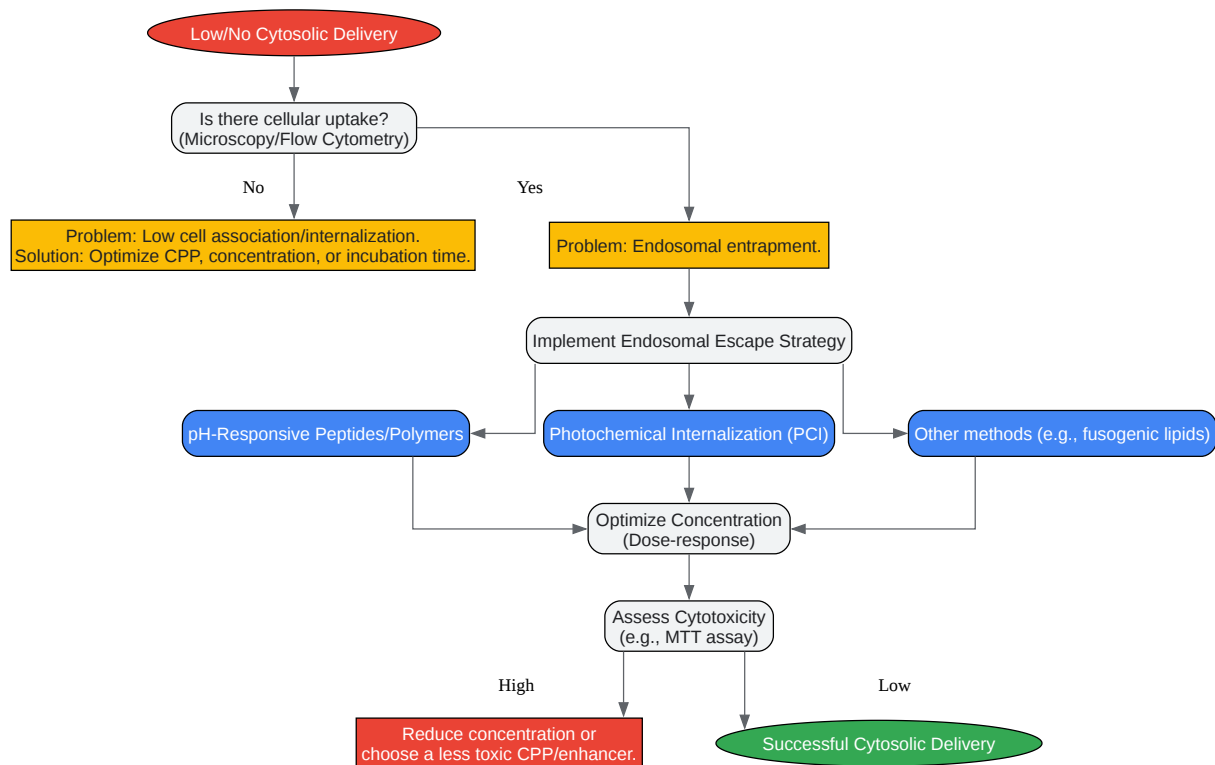 Low/No Cytosolic Delivery
Is there cellular uptake?
(Microscopy/Flow Cytometry)
No
Yes
Problem: Low cell association/internalization.
Solution: Optimize CPP, concentration, or incubation time.
Problem: Endosomal entrapment.
Implement Endosomal Escape Strategy
pH-Responsive Peptides/Polymers
Photochemical Internalization (PCI)
Other methods (e.g., fusogenic lipids)
Optimize Concentration
(Dose-response)
Assess Cytotoxicity
(e.g., MTT assay)
High
Low
Reduce concentration or
choose a less toxic CPP/enhancer.
Successful Cytosolic Delivery